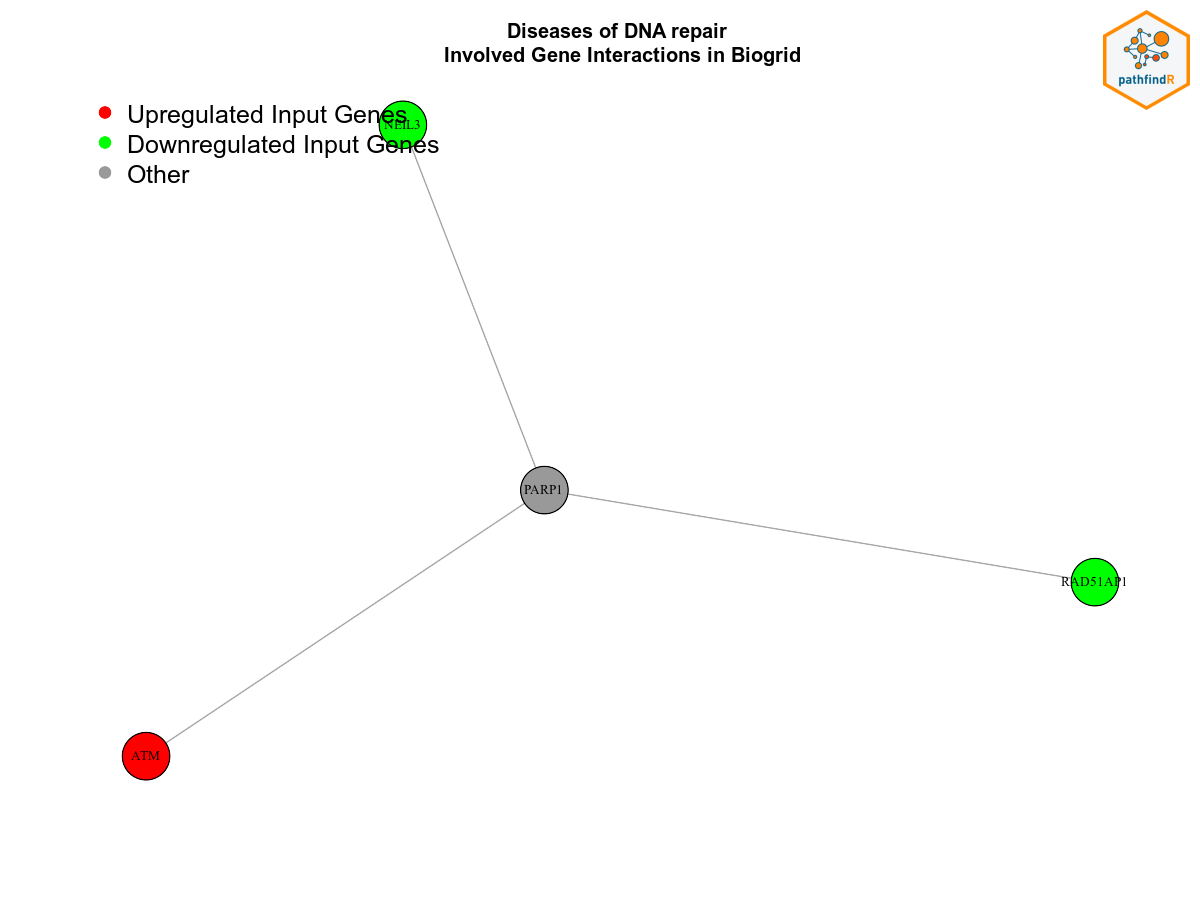 Diseases of DNA repair
Involved Gene Interactions in Biogrid
pathfindR
Upregulated Input Genes
Downregulated Input Genes
Other
NEIL3
PARP1
RAD51AP1
ATM